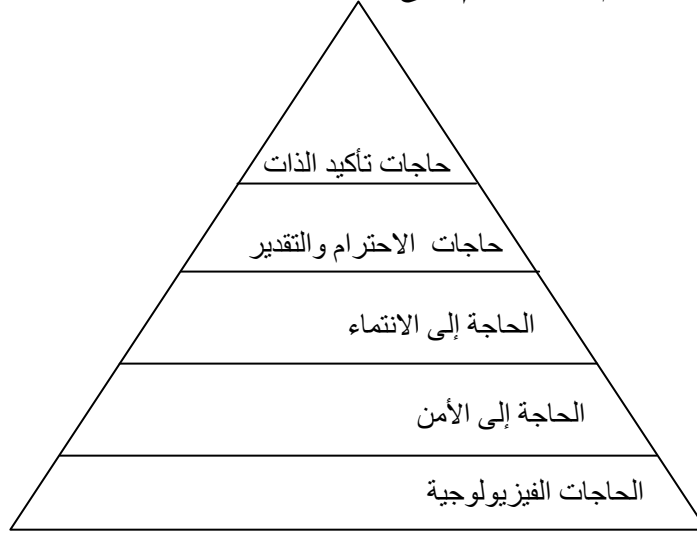 حاجات تأكيد الذات
حاجات الاحترام والتقدير
الحاجة إلى الانتماء
الحاجة إلى الأمن
الحاجات الفيزيولوجية